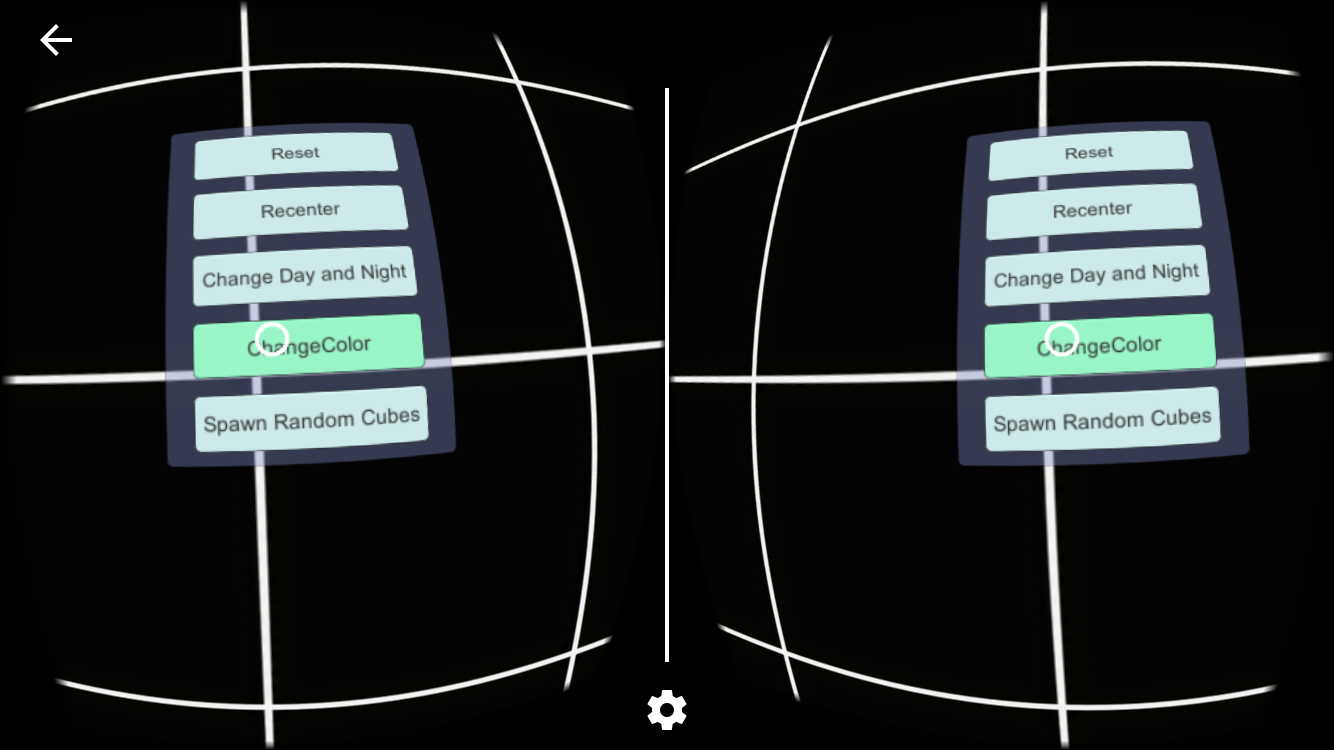 Reset
Recenter
Change Day and Night
ChangeColor
Spawn Random Cubes
Reset
Recenter
Change Day and Night
ChangeColor
Spawn Random Cubes